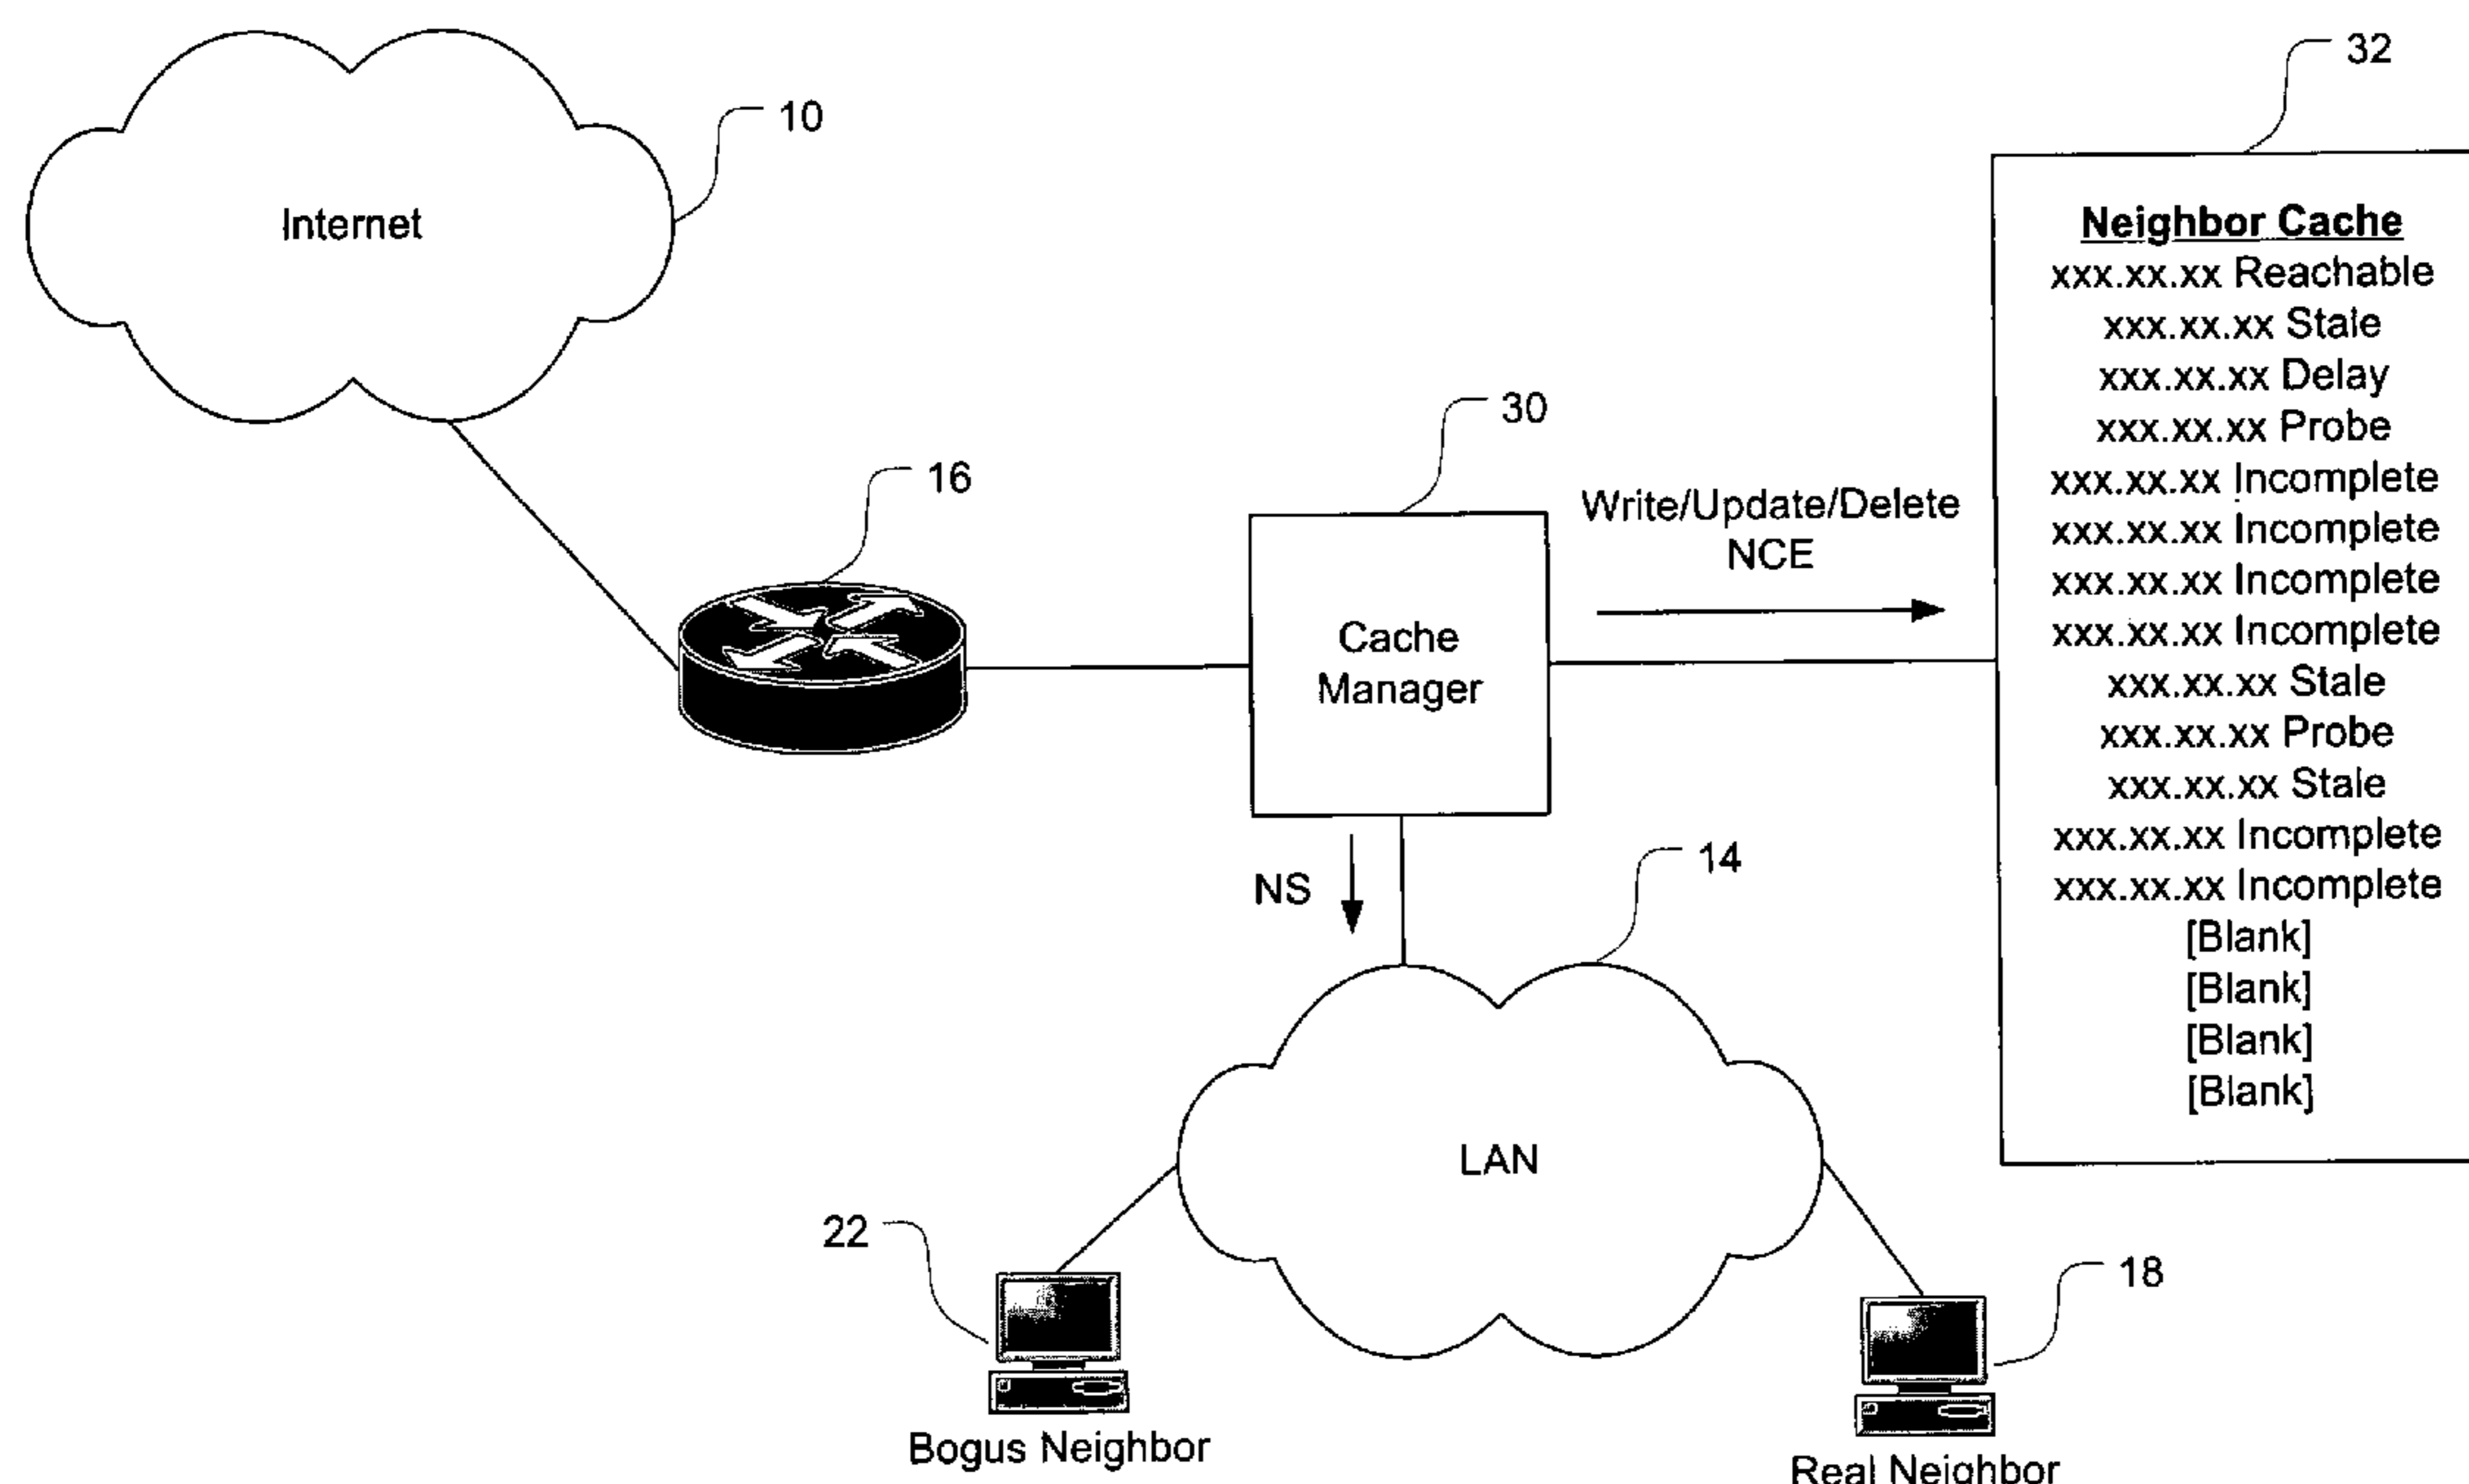 32
10
Internet
Neighbor Cache
xxx.xx.xx Reachable
xxx.xx.xx Stale
xxx.xx.xx Delay
xxx.xx.xx Probe
xxx.xx.xx Incomplete
xxx.xx.xx Incomplete
xxx.xx.xx Incomplete
xxx.xx.xx Incomplete
xxx.xx.xx Stale
xxx.xx.xx Probe
xxx.xx.xx Stale
xxx.xx.xx Incomplete
xxx.xx.xx Incomplete
[Blank]
[Blank]
[Blank]
[Blank]
30
16
Write/Update/Delete
NCE
Cache
Manager
NS
14
LAN
22
18
Bogus Neighbor
Real Neighbor